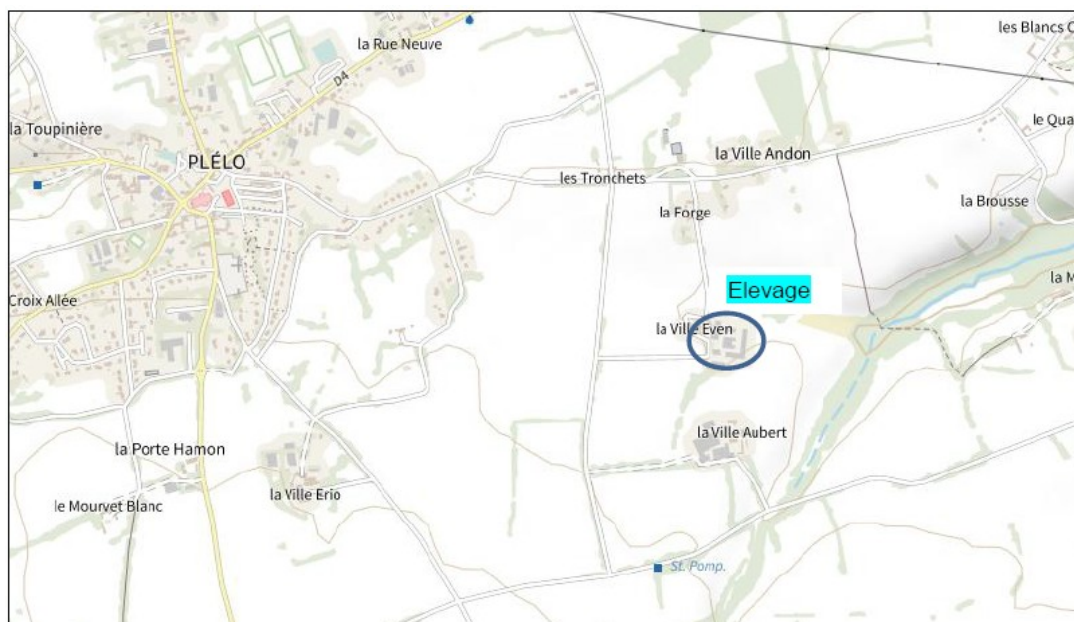 les Blancs C
la Rue Neuve
D4
le Qua
la Toupinière
PLÉLO
la Ville Andon
les Tronchets
la Brousse
la Forge
la M
Croix Allée
Elevage
la Ville Even
la Ville Aubert
la Porte Hamon
la Ville Erio
le Mourvet Blanc
St. Pomp.